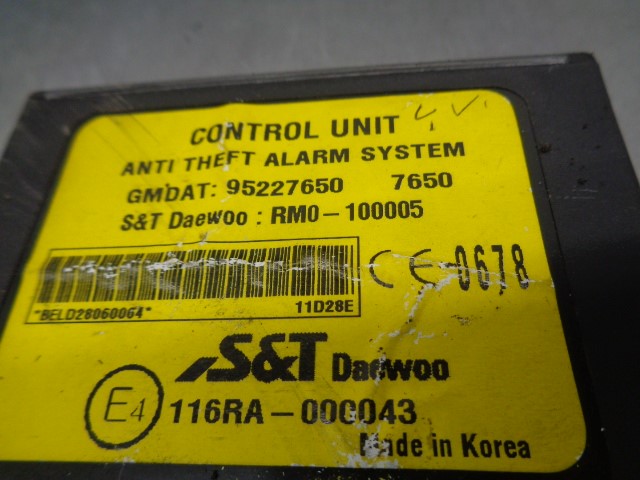 CONTROL UNIT
ANTI THEFT ALARM SYSTEM
GMDAT: 95227650 7650
S&T Daewoo : RM0-100005
CE 0678
*BELD28060064* 11D28E
S&T Daewoo
E4 116RA-000043
Made in Korea